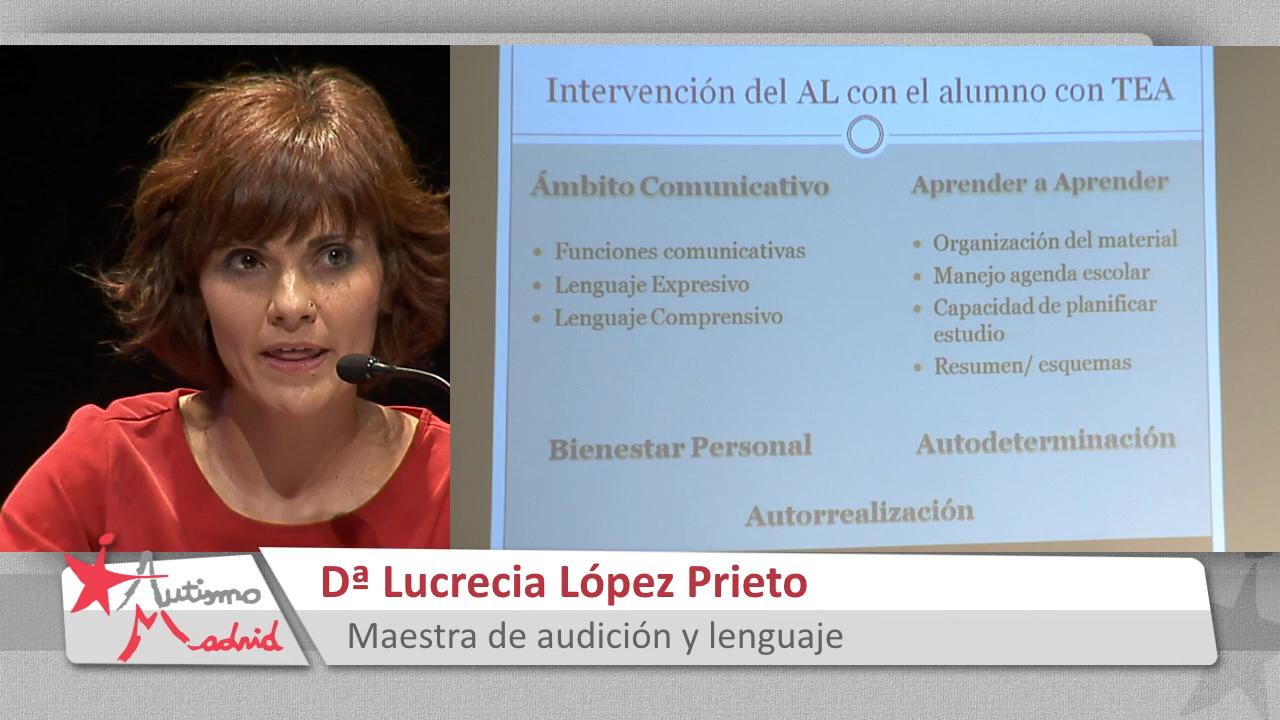 Intervención del AL con el alumno con TEA
Ámbito Comunicativo
• Funciones comunicativas
• Lenguaje Expresivo
• Lenguaje Comprensivo
Aprender a Aprender
• Organización del material
• Manejo agenda escolar
• Capacidad de planificar
estudio
• Resumen/ esquemas
Bienestar Personal
Autodeterminación
Autorrealización
Autismo
Madrid
Dª Lucrecia López Prieto
Maestra de audición y lenguaje